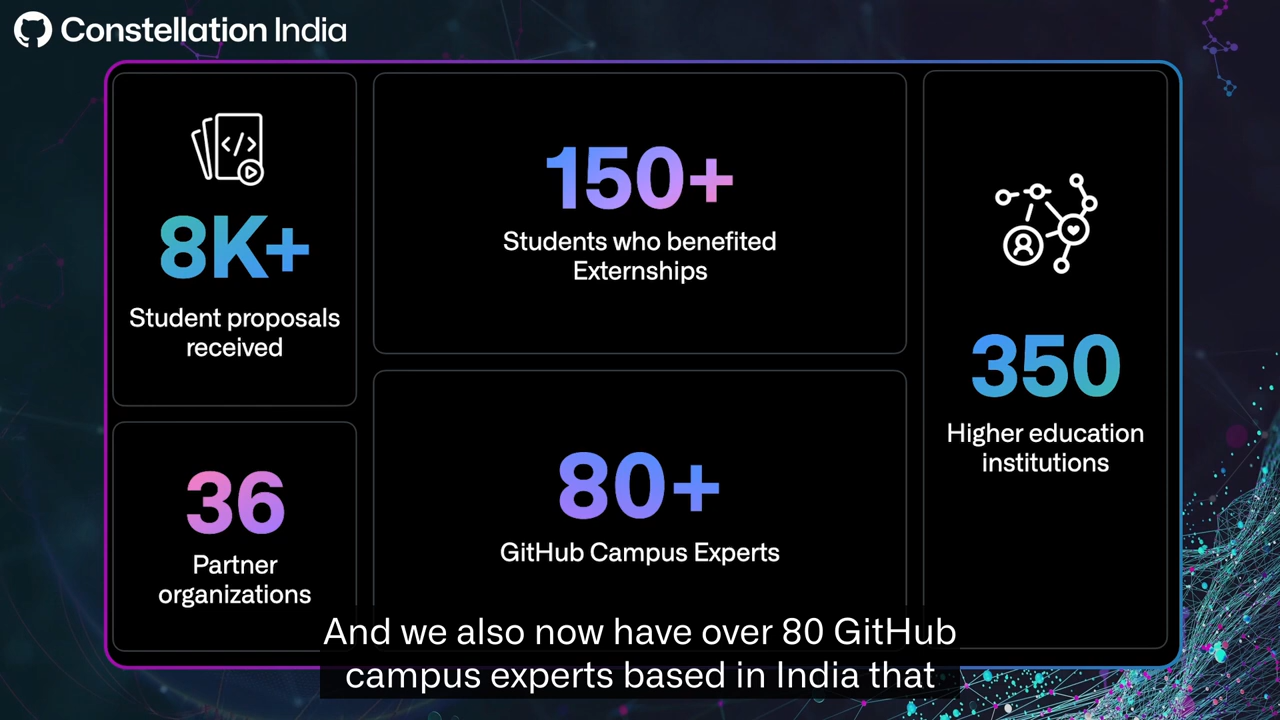 Constellation India
</>
8K+
Student proposals
received
150+
Students who benefited
Externships
350
Higher education
institutions
36
Partner
organizations
80+
GitHub Campus Experts
And we also now have over 80 GitHub
campus experts based in India that